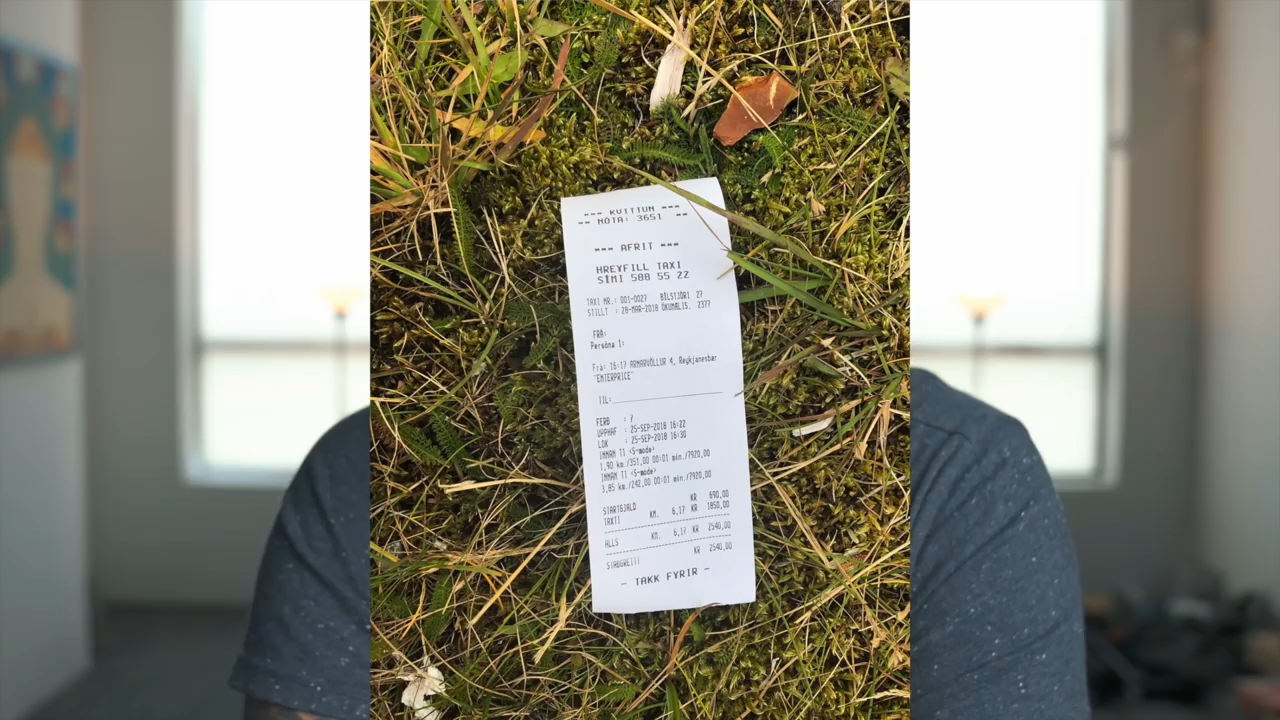 === KVITTUN ===
== NÓTA: 3651 ==
=== AFRIT ===
HREYFILL TAXI
SÍMI 588 55 22
TAXI NR.: 001-0027 BÍLSTJÓRI 27
STILLT : 28-MAR-2018 ÖKUMÆLIS. 2377
FRÁ:
Persóna 1:
Frá: 16:17 ARNARVÖLLUR 4, Reykjanesbær
"ENTERPRICE"
TIL:
FERÐ : 7
UPPHAF : 25-SEP-2018 16:22
LOK : 25-SEP-2018 16:30
INNAN T1 <S-mode>
1,90 km./351,00 00:01 min./7920,00
INNAN T1 <S-mode>
3,85 km./242,00 00:01 min./7920,00
STARTGJALD KR 690,00
TAXTI KM. 6,17 KR 1850,00
ALLS KM. 6,17 KR 2540,00
STAÐGREITT KR 2540,00
- TAKK FYRIR -